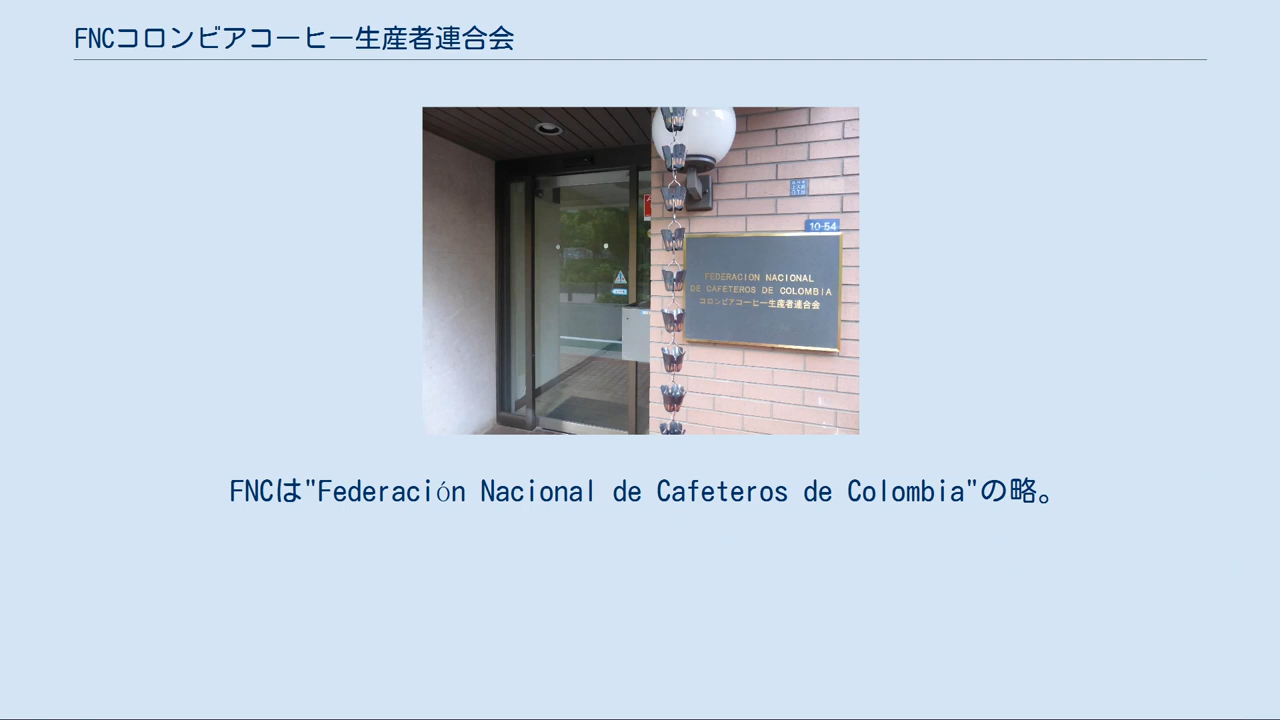 FNCコロンビアコーヒー生産者連合会
10-54
FEDERACION NACIONAL
DE CAFETEROS DE COLOMBIA
コロンビアコーヒー生産者連合会
FNCは"Federación Nacional de Cafeteros de Colombia"の略。